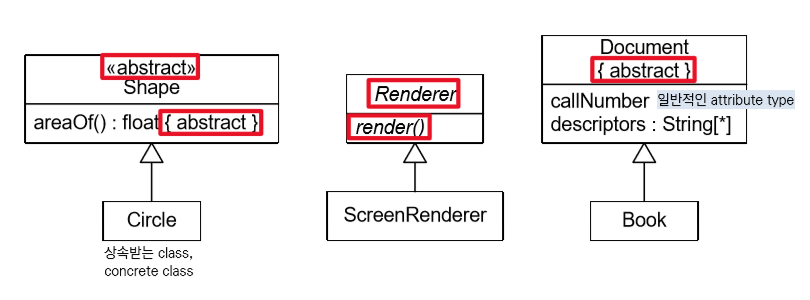 «abstract»
Shape
areaOf() : float { abstract }
Circle
상속받는 class,
concrete class
Renderer
render()
ScreenRenderer
Document
{ abstract }
callNumber 일반적인 attribute type
descriptors : String[*]
Book